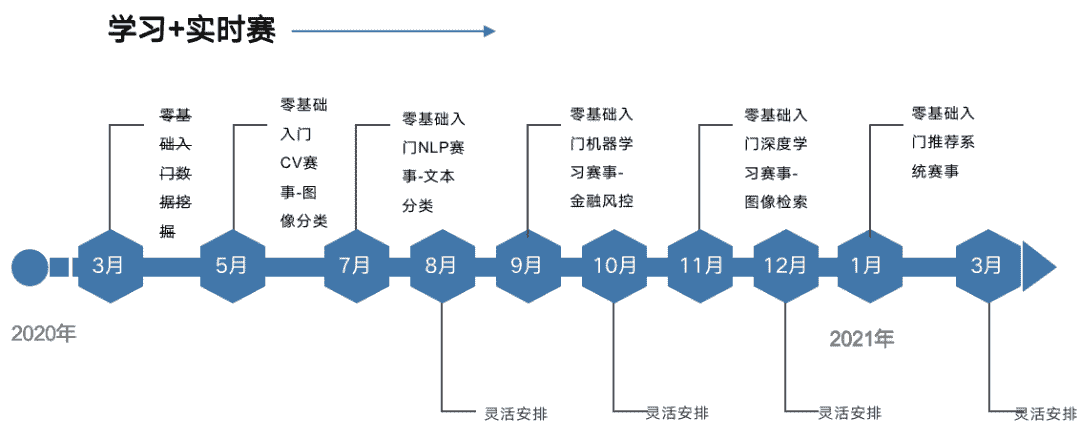 学习+实时赛
零基
础入
门数
据挖
掘
零基础
入门
CV赛
事-图
像分类
零基础入
门NLP赛
事-文本
分类
零基础入
门机器学
习赛事-
金融风控
零基础入
门深度学
习赛事-
图像检索
零基础入
门推荐系
统赛事
3月
5月
7月
8月
9月
10月
11月
12月
1月
3月
2020年
2021年
灵活安排
灵活安排
灵活安排
灵活安排